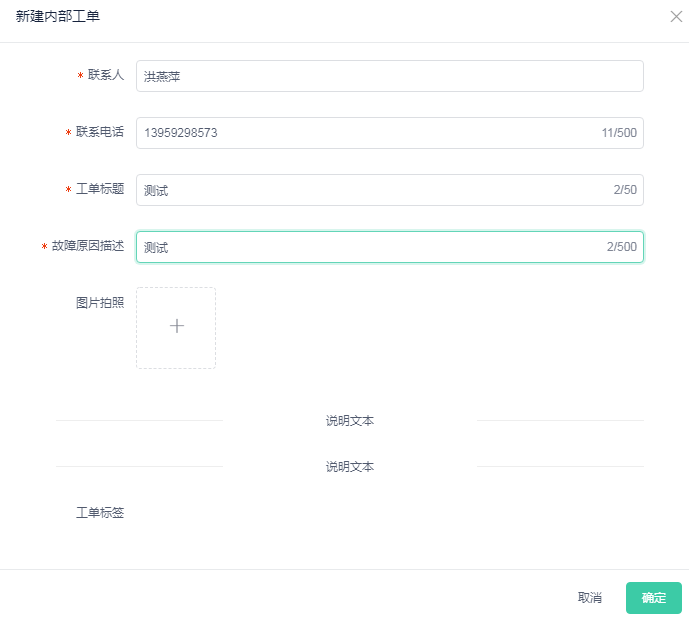 新建内部工单
* 联系人 洪燕萍
* 联系电话 13959298573 11/500
* 工单标题 测试 2/50
* 故障原因描述 测试 2/500
图片拍照
说明文本
说明文本
工单标签
取消 确定